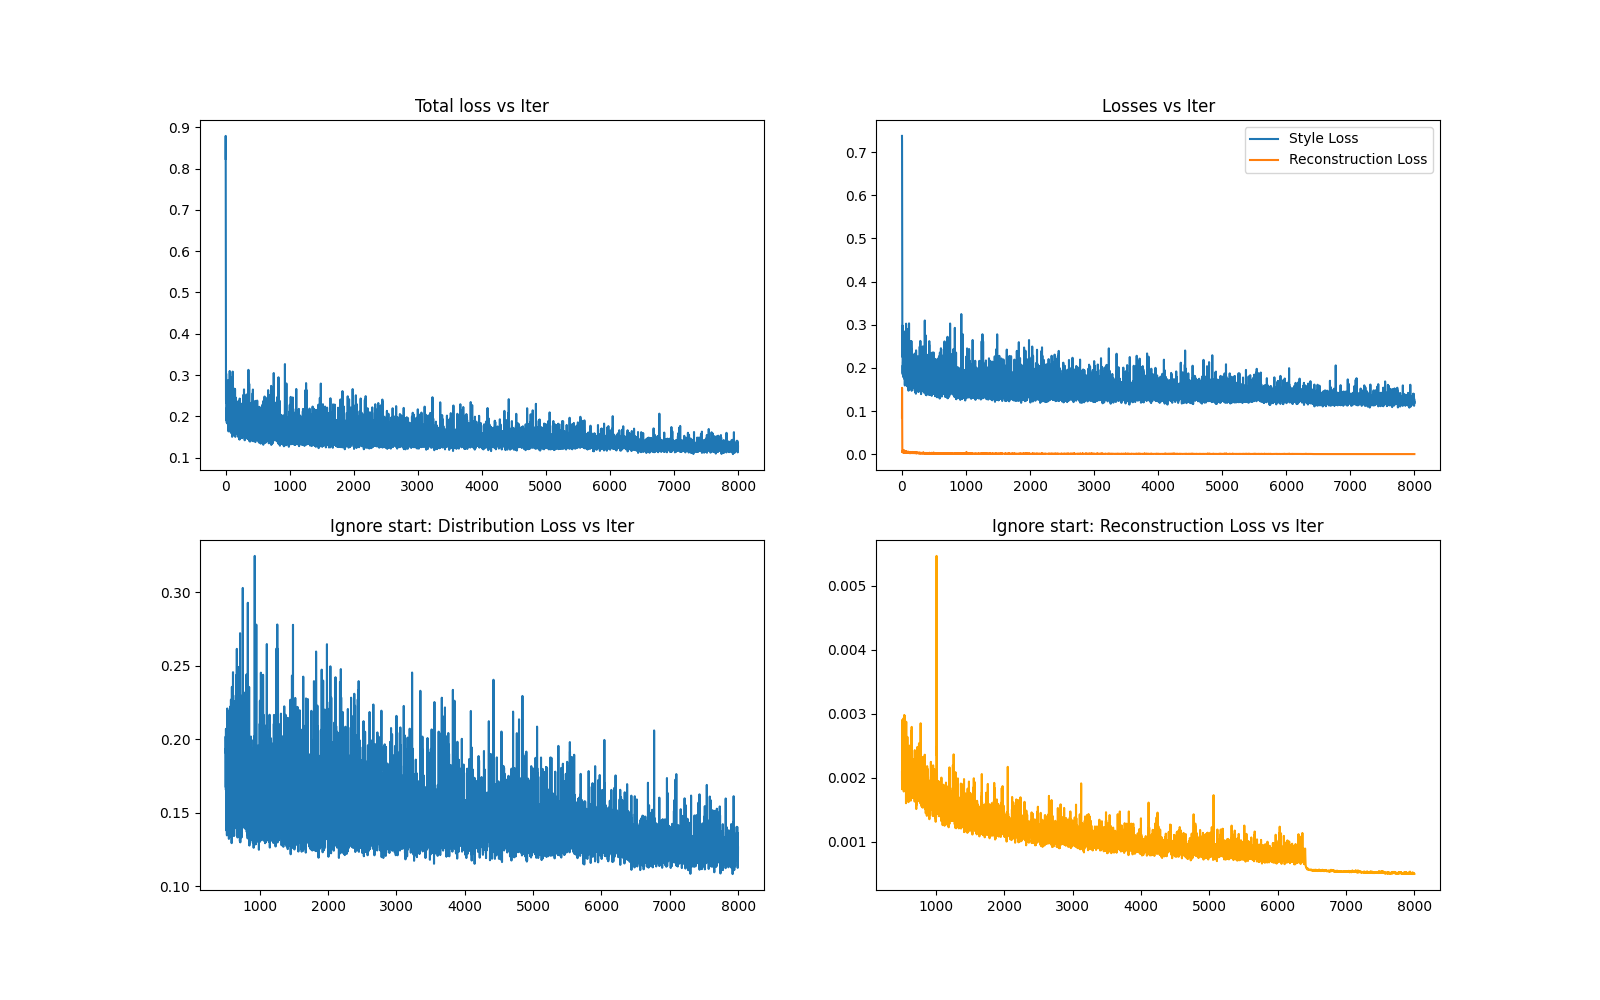 Total loss vs Iter
0.9
0.8
0.7
0.6
0.5
0.4
0.3
0.2
0.1
0 1000 2000 3000 4000 5000 6000 7000 8000
Losses vs Iter
Style Loss
Reconstruction Loss
0.7
0.6
0.5
0.4
0.3
0.2
0.1
0.0
0 1000 2000 3000 4000 5000 6000 7000 8000
Ignore start: Distribution Loss vs Iter
0.30
0.25
0.20
0.15
0.10
1000 2000 3000 4000 5000 6000 7000 8000
Ignore start: Reconstruction Loss vs Iter
0.005
0.004
0.003
0.002
0.001
1000 2000 3000 4000 5000 6000 7000 8000